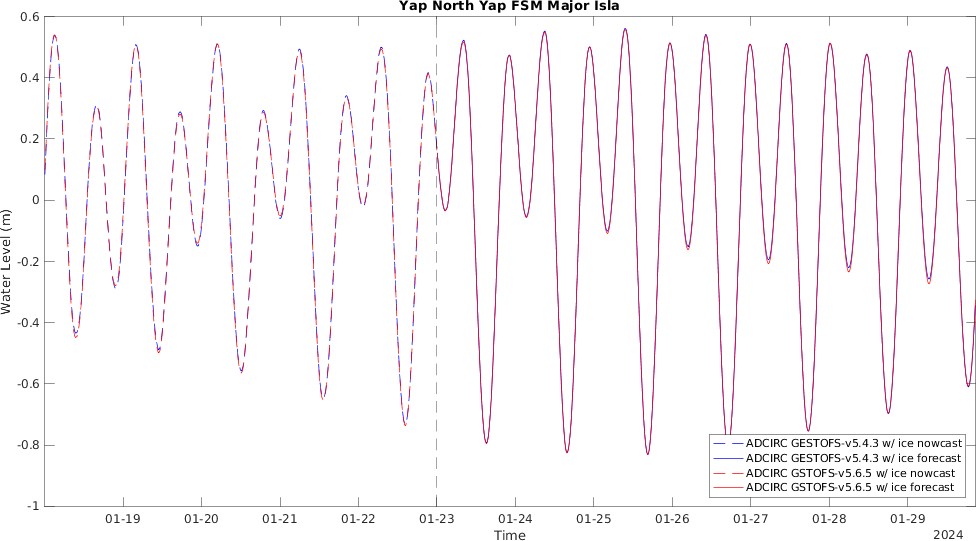 Yap North Yap FSM Major Isla
0.6
0.4
0.2
0
-0.2
-0.4
-0.6
-0.8
-1
Water Level (m)
ADCIRC GESTOFS-v5.4.3 w/ ice nowcast
ADCIRC GESTOFS-v5.4.3 w/ ice forecast
ADCIRC GSTOFS-v5.6.5 w/ ice nowcast
ADCIRC GSTOFS-v5.6.5 w/ ice forecast
01-19 01-20 01-21 01-22 01-23 01-24 01-25 01-26 01-27 01-28 01-29
Time
2024